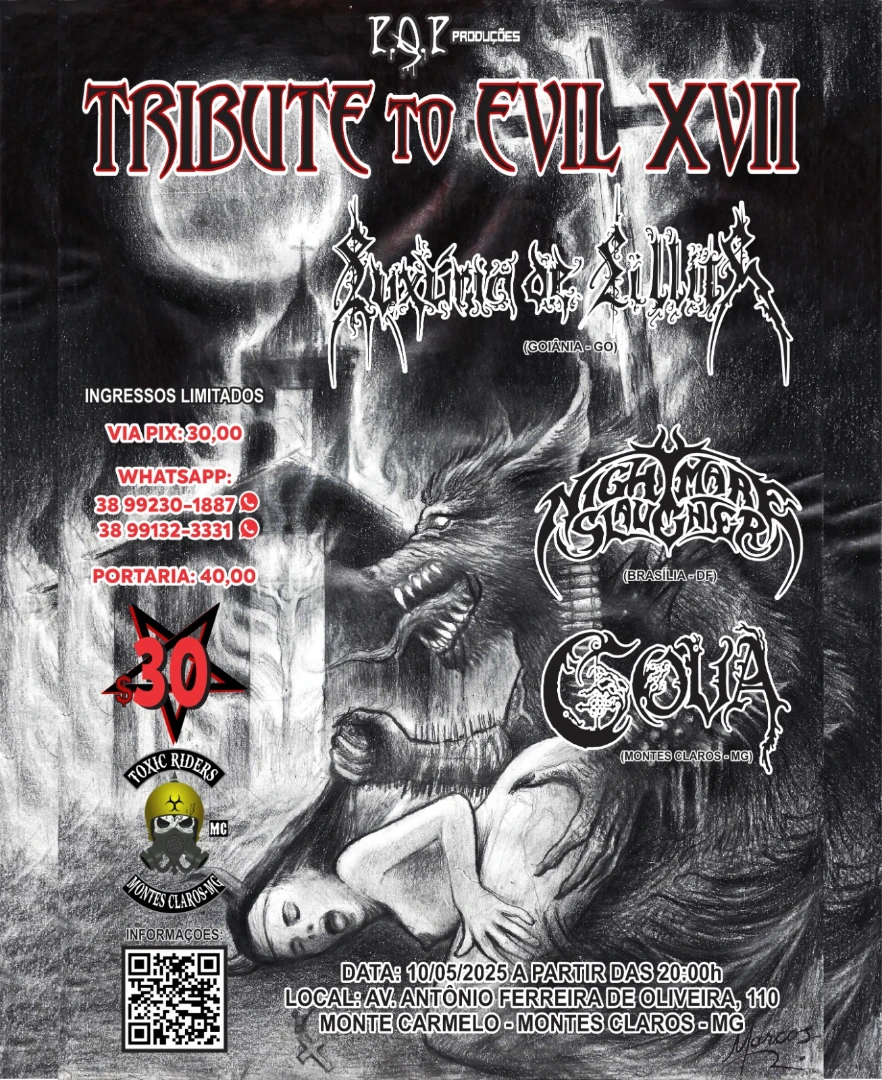 P.O.P PRODUÇÕES
TRIBUTE TO EVIL XVII
Luxúria de Lillith
(GOIÂNIA - GO)
INGRESSOS LIMITADOS
VIA PIX: 30,00
WHATSAPP:
38 99230-1887
38 99132-3331
PORTARIA: 40,00
$30
NIGHTMARE
SLAUGHTER
(BRASÍLIA - DF)
COVA
(MONTES CLAROS - MG)
TOXIC RIDERS
MC
MONTES CLAROS-MG
INFORMAÇOES:
DATA: 10/05/2025 A PARTIR DAS 20:00h
LOCAL: AV. ANTÔNIO FERREIRA DE OLIVEIRA, 110
MONTE CARMELO - MONTES CLAROS - MG
Marcos